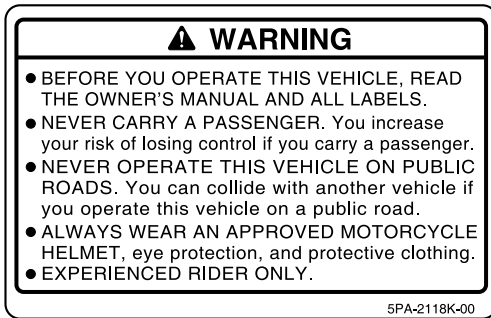 WARNING
● BEFORE YOU OPERATE THIS VEHICLE, READ
THE OWNER'S MANUAL AND ALL LABELS.
● NEVER CARRY A PASSENGER. You increase
your risk of losing control if you carry a passenger.
● NEVER OPERATE THIS VEHICLE ON PUBLIC
ROADS. You can collide with another vehicle if
you operate this vehicle on a public road.
● ALWAYS WEAR AN APPROVED MOTORCYCLE
HELMET, eye protection, and protective clothing.
● EXPERIENCED RIDER ONLY.
5PA-2118K-00